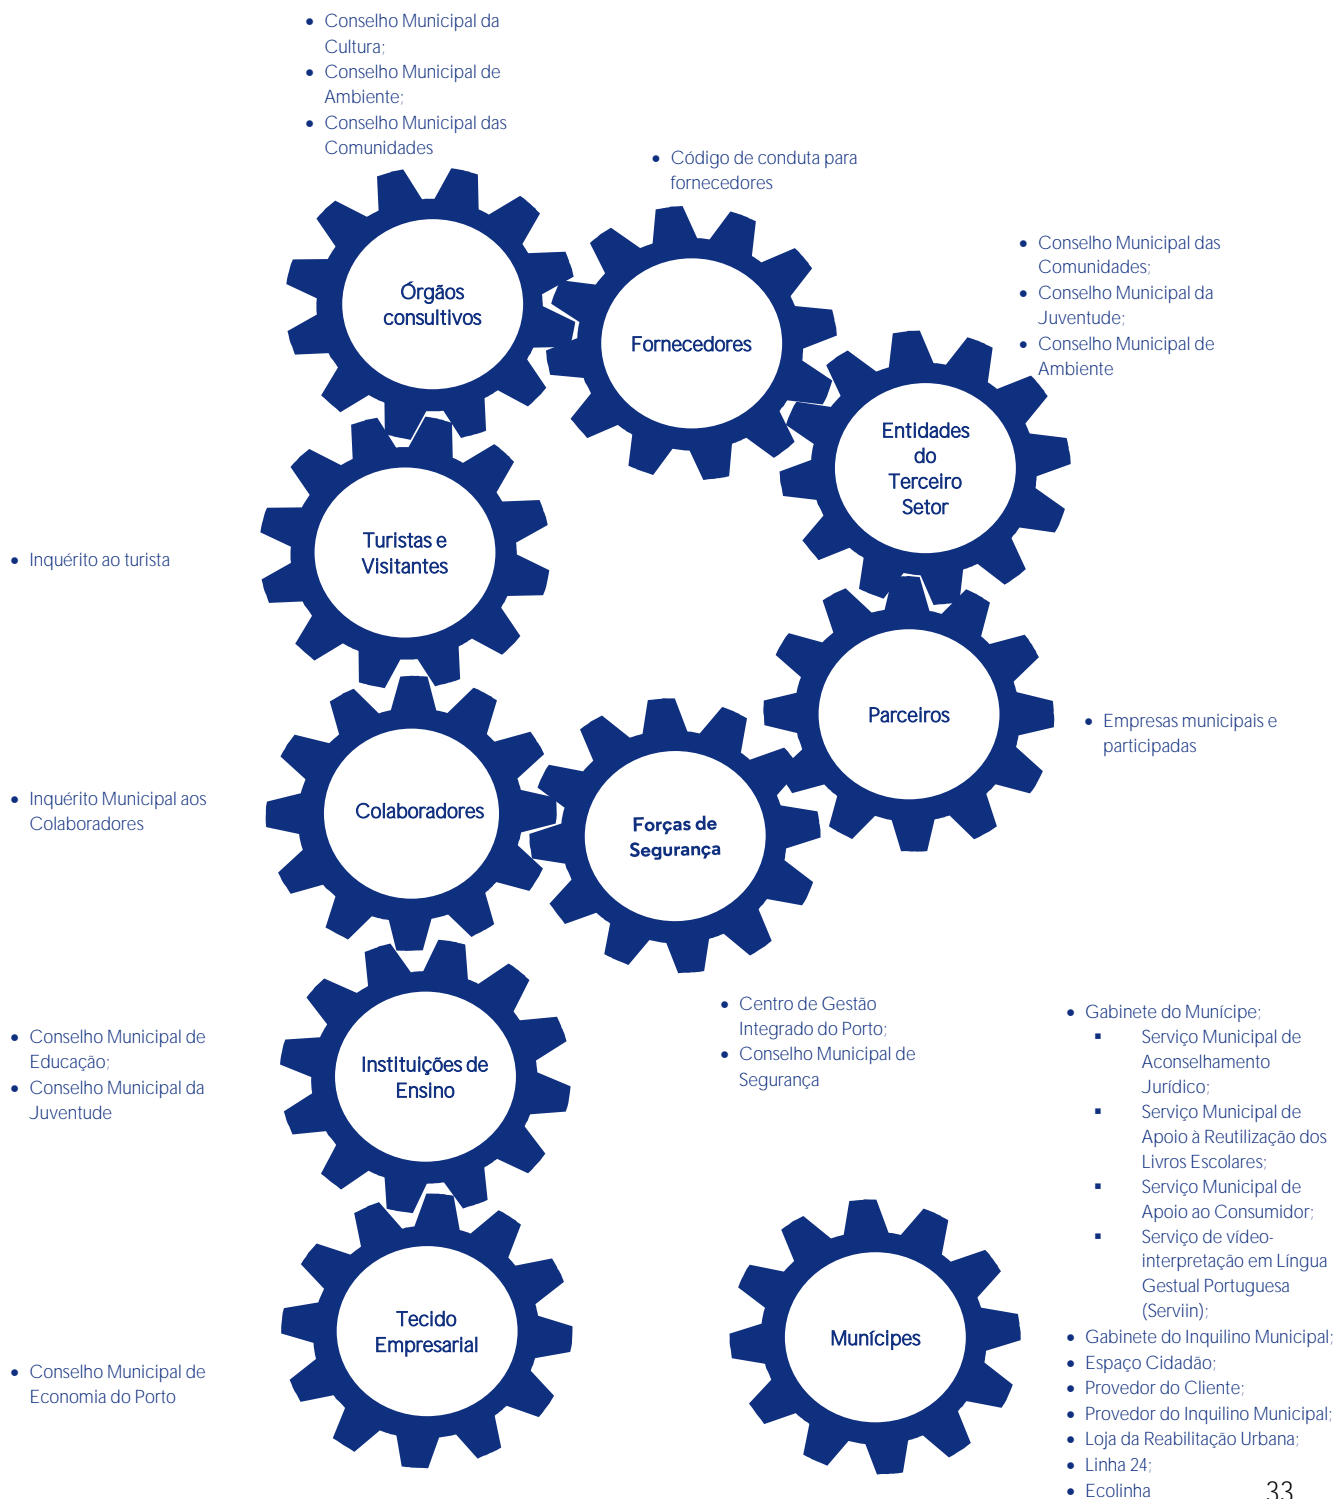 • Conselho Municipal da
Cultura;
• Conselho Municipal de
Ambiente;
• Conselho Municipal das
Comunidades
• Código de conduta para
fornecedores
• Conselho Municipal das
Comunidades;
• Conselho Municipal da
Juventude;
• Conselho Municipal de
Ambiente
Órgãos
consultivos
Fornecedores
Entidades
do
Terceiro
Setor
• Inquérito ao turista
Turistas e
Visitantes
Parceiros
• Empresas municipais e
participadas
• Inquérito Municipal aos
Colaboradores
Colaboradores
Forças de
Segurança
• Centro de Gestão
Integrado do Porto;
• Conselho Municipal de
Segurança
• Conselho Municipal de
Educação;
• Conselho Municipal da
Juventude
Instituições de
Ensino
• Gabinete do Munícipe;
▪ Serviço Municipal de
Aconselhamento
Jurídico;
▪ Serviço Municipal de
Apoio à Reutilização dos
Livros Escolares;
▪ Serviço Municipal de
Apoio ao Consumidor;
▪ Serviço de vídeo-
interpretação em Língua
Gestual Portuguesa
(Serviin);
• Gabinete do Inquilino Municipal;
• Espaço Cidadão;
• Provedor do Cliente;
• Provedor do Inquilino Municipal;
• Loja da Reabilitação Urbana;
• Linha 24;
• Ecolinha
Tecido
Empresarial
Munícipes
• Conselho Municipal de
Economia do Porto
33